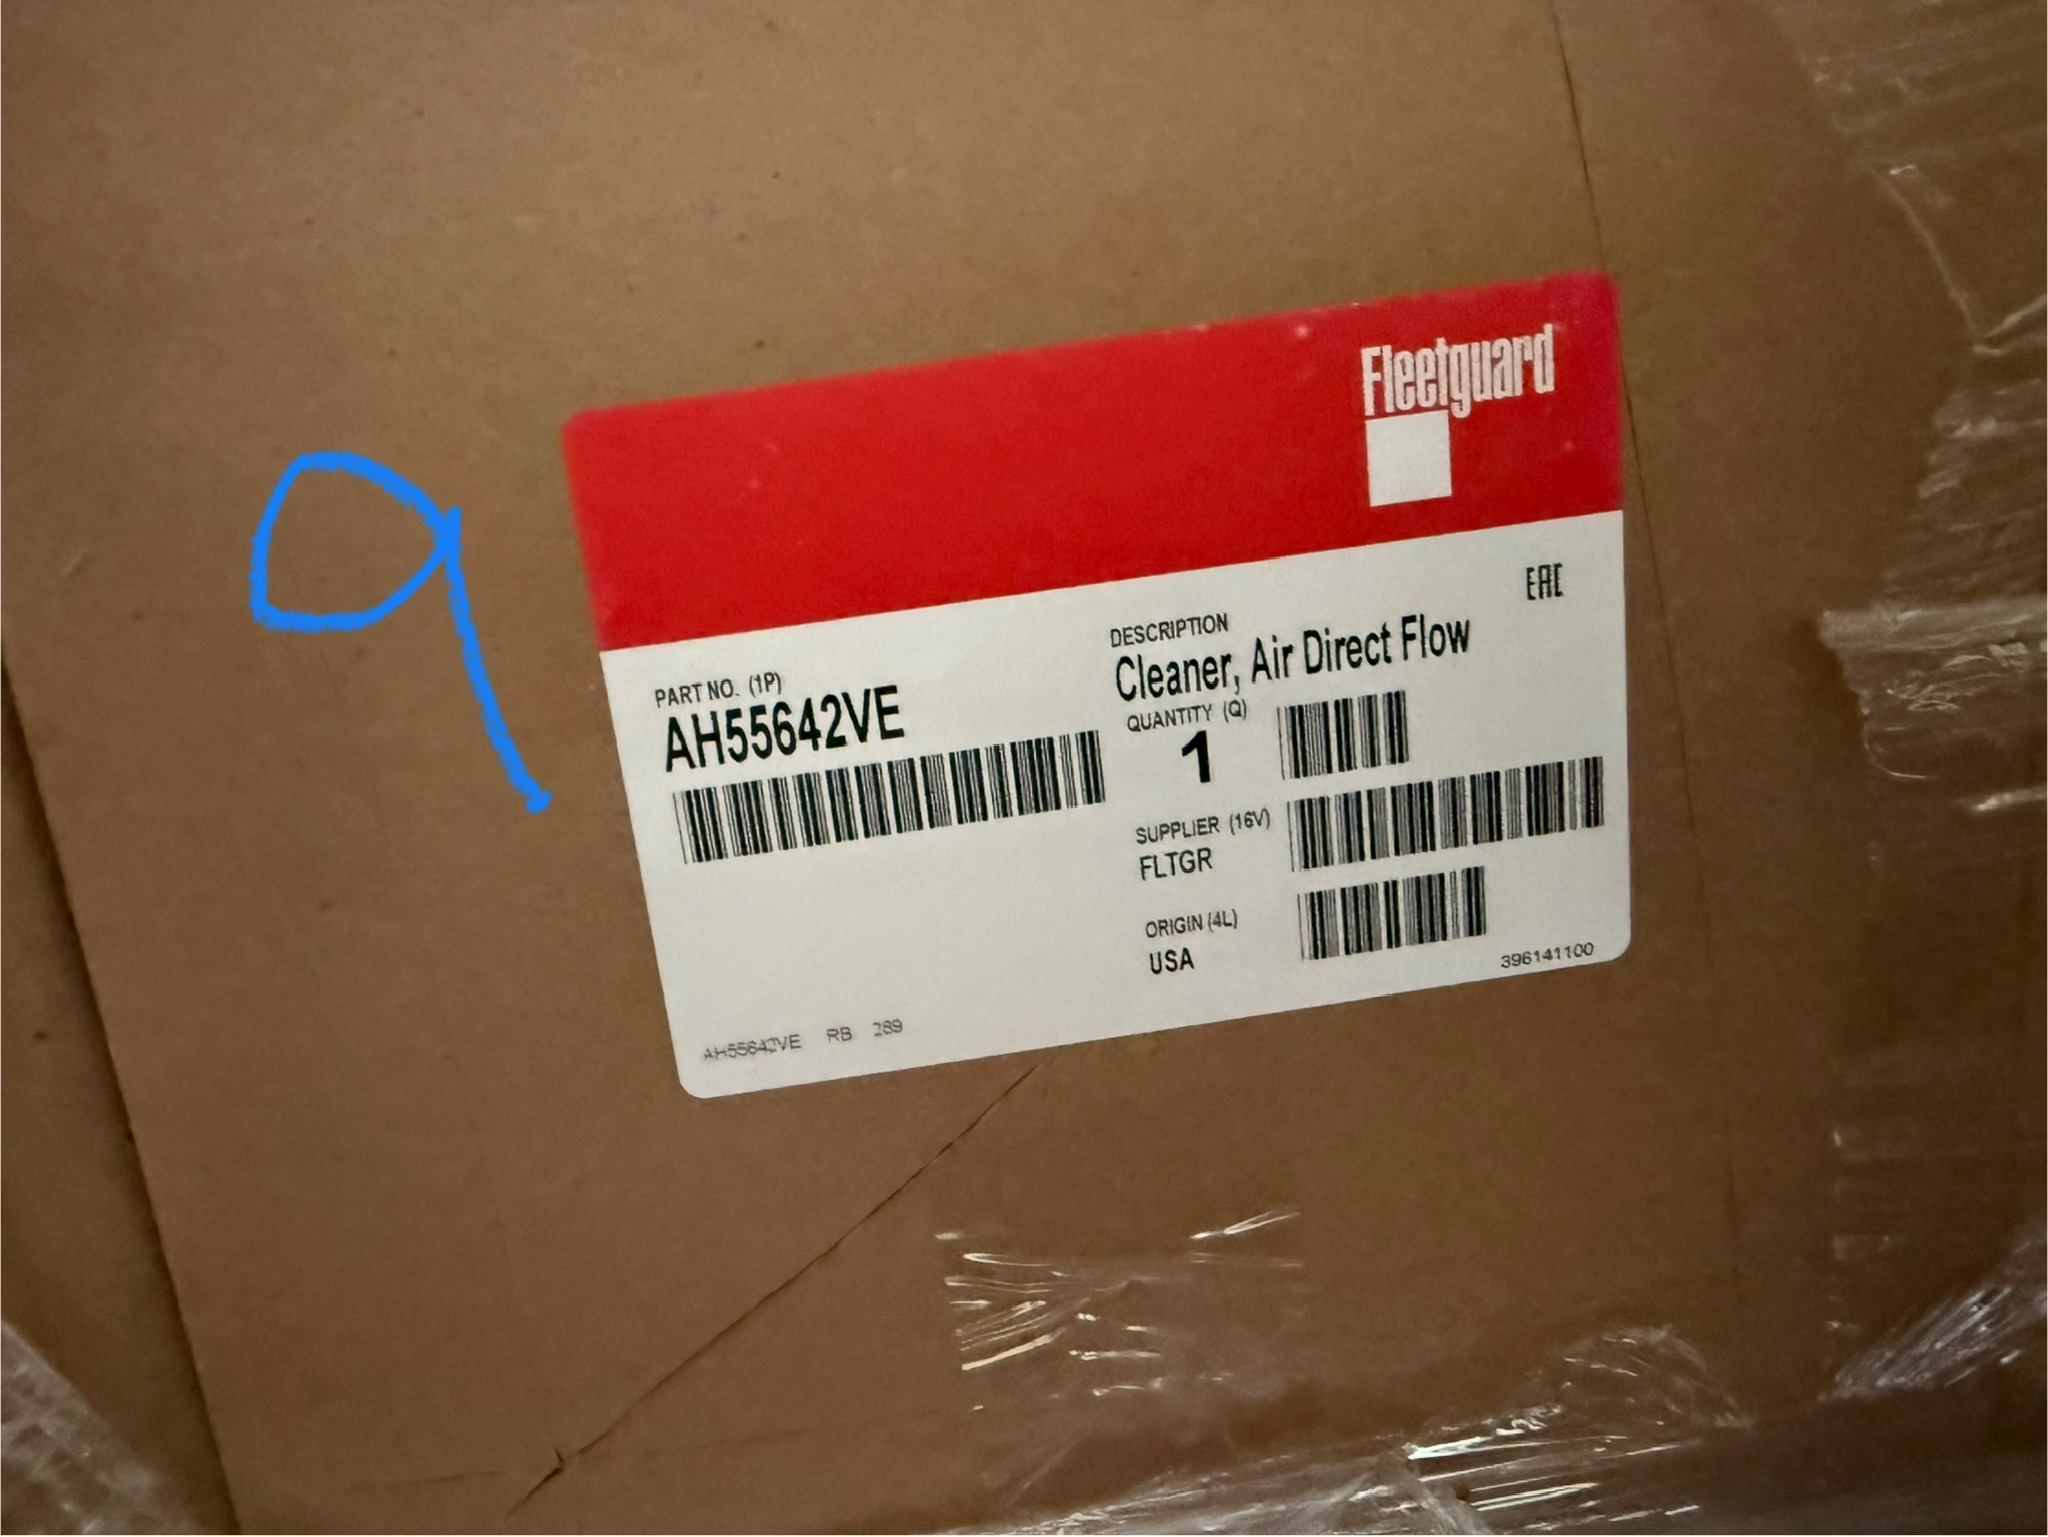 9
Fleetguard
EAC
PART NO. (1P)
AH55642VE
DESCRIPTION
Cleaner, Air Direct Flow
QUANTITY (Q)
1
SUPPLIER (16V)
FLTGR
ORIGIN (4L)
USA
396141100
AH55642VE RB 289